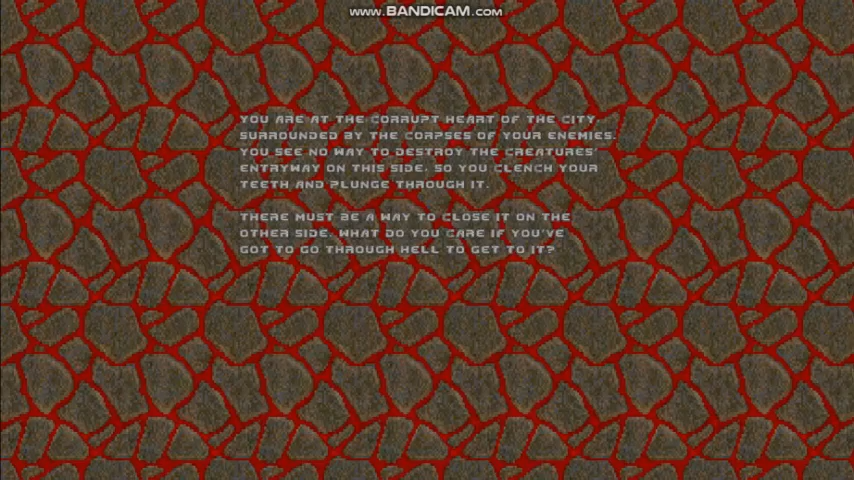 www.BANDICAM.com
YOU ARE AT THE CORRUPT HEART OF THE CITY,
SURROUNDED BY THE CORPSES OF YOUR ENEMIES.
YOU SEE NO WAY TO DESTROY THE CREATURES'
ENTRYWAY ON THIS SIDE, SO YOU CLENCH YOUR
TEETH AND PLUNGE THROUGH IT.
THERE MUST BE A WAY TO CLOSE IT ON THE
OTHER SIDE. WHAT DO YOU CARE IF YOU'VE
GOT TO GO THROUGH HELL TO GET TO IT?